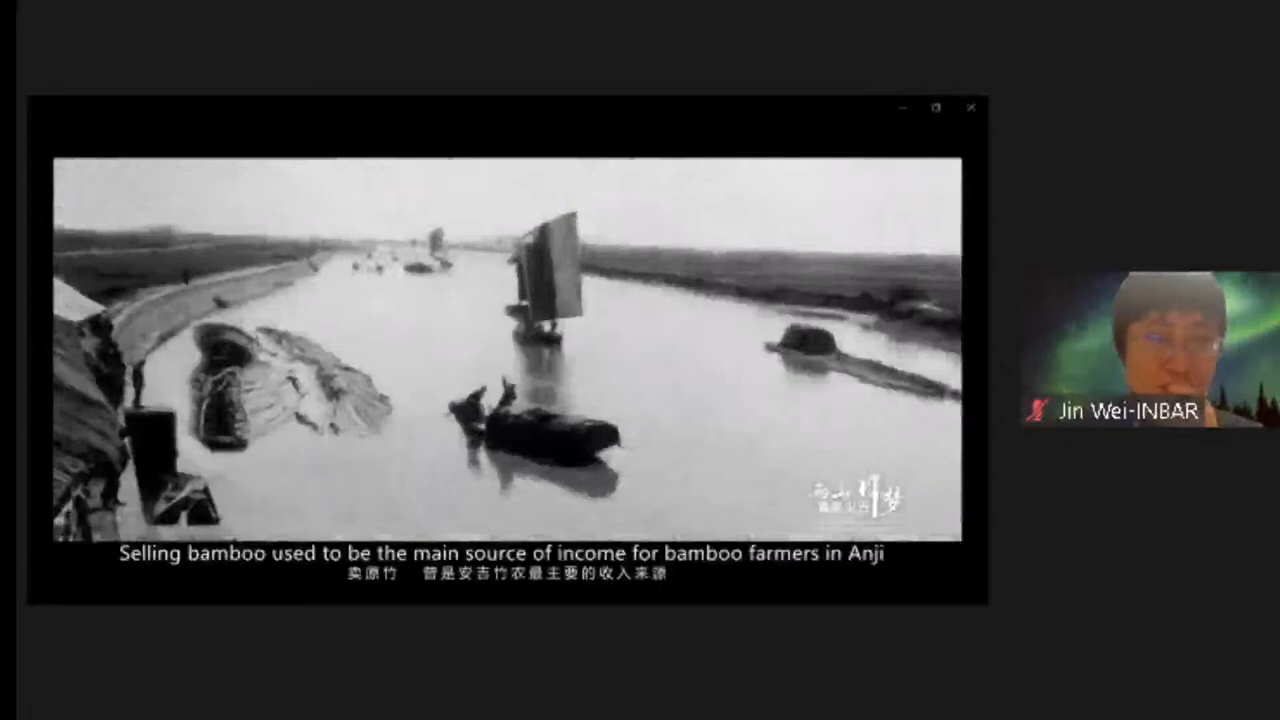 Selling bamboo used to be the main source of income for bamboo farmers in Anji
卖原竹 曾是安吉竹农最主要的收入来源
Jin Wei-INBAR